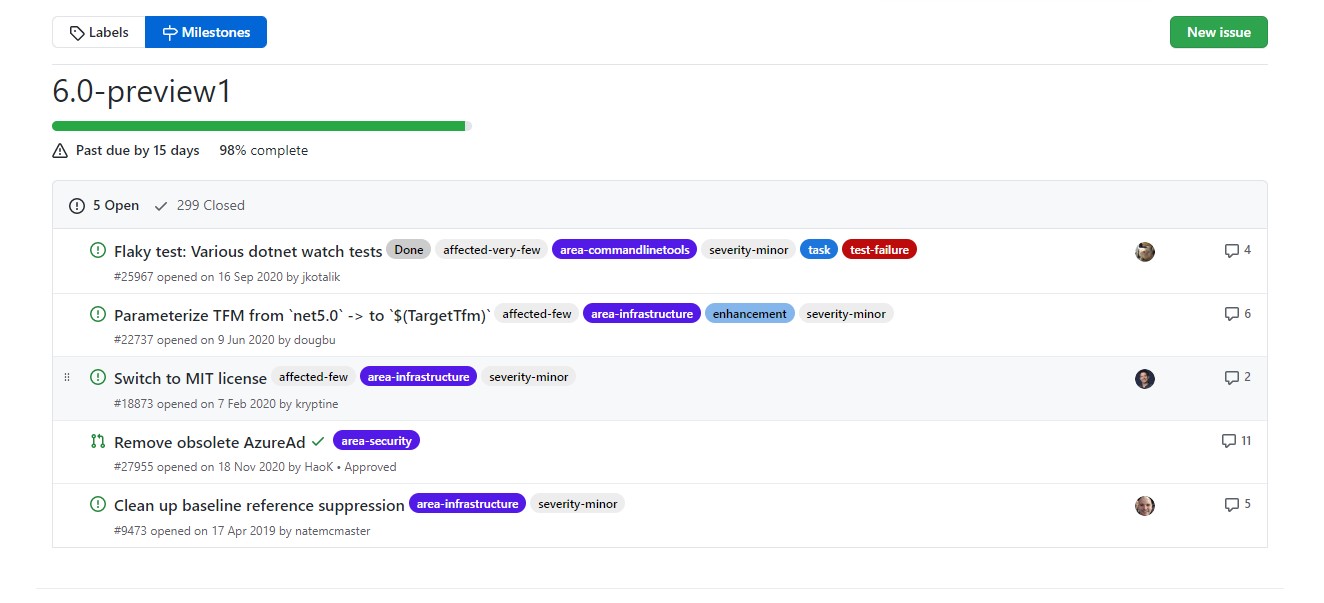 Labels Milestones New issue
6.0-preview1
Past due by 15 days 98% complete
5 Open 299 Closed
Flaky test: Various dotnet watch tests Done affected-very-few area-commandlinetools severity-minor task test-failure 4
#25967 opened on 16 Sep 2020 by jkotalik
Parameterize TFM from `net5.0` -> to `$(TargetTfm)` affected-few area-infrastructure enhancement severity-minor 6
#22737 opened on 9 Jun 2020 by dougbu
Switch to MIT license affected-few area-infrastructure severity-minor 2
#18873 opened on 7 Feb 2020 by kryptine
Remove obsolete AzureAd area-security 11
#27955 opened on 18 Nov 2020 by HaoK • Approved
Clean up baseline reference suppression area-infrastructure severity-minor 5
#9473 opened on 17 Apr 2019 by natemcmaster